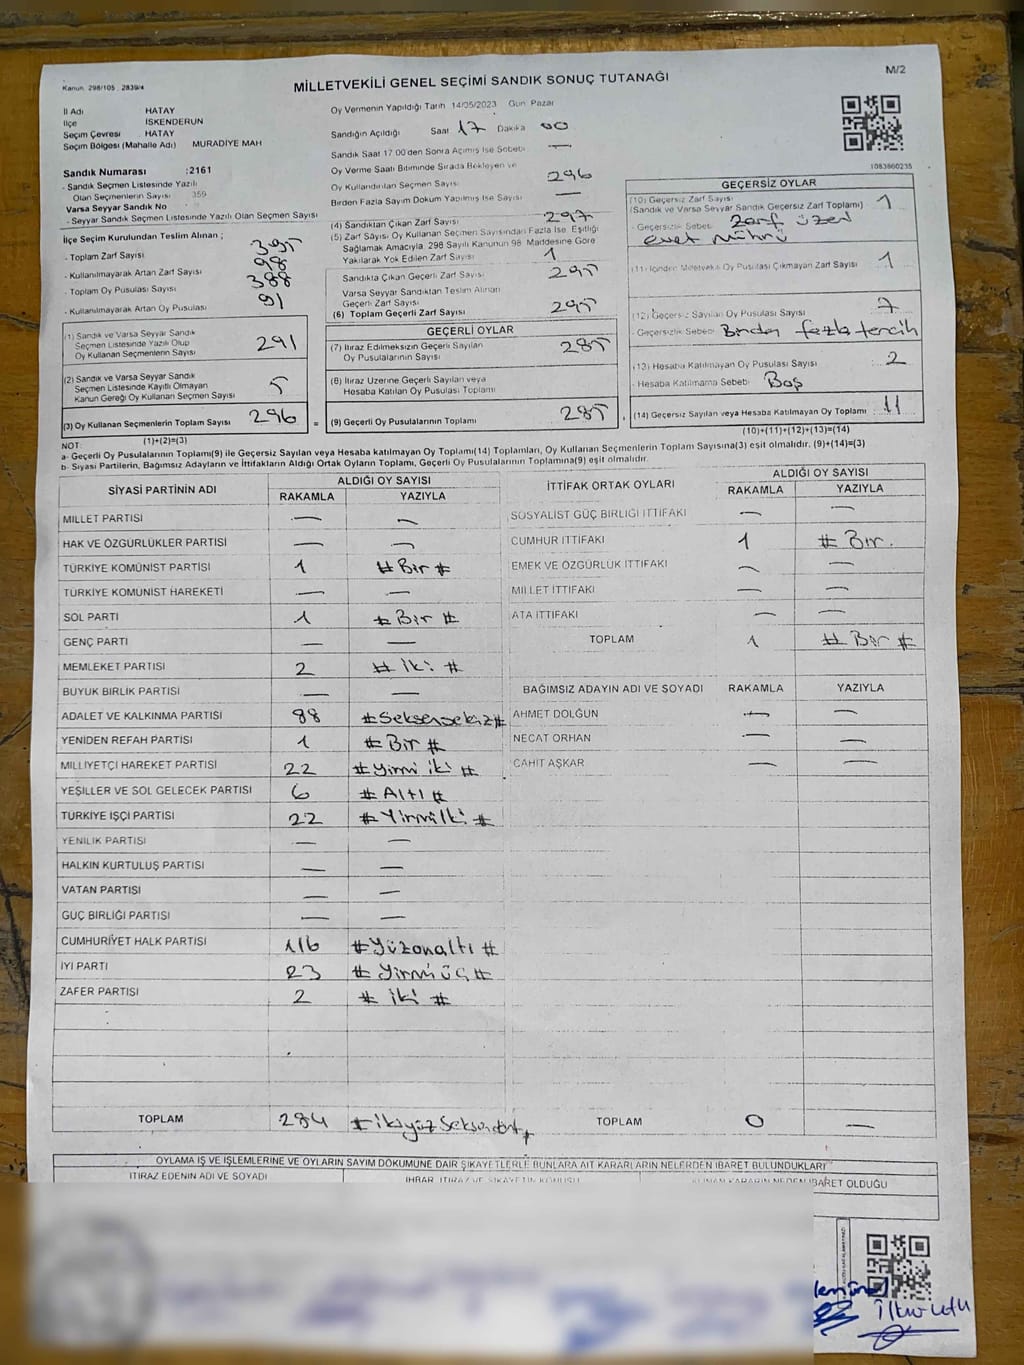 Kanun 298/105 2839/4
MİLLETVEKİLİ GENEL SEÇİMİ SANDIK SONUÇ TUTANAĞI
M/2
İl Adı HATAY
İlçe İSKENDERUN
Seçim Çevresi HATAY
Seçim Bölgesi (Mahalle Adı) MURADİYE MAH
Sandık Numarası :2161
- Sandık Seçmen Listesinde Yazılı
Olan Seçmenlerin Sayısı 359
Varsa Seyyar Sandık No
- Seyyar Sandık Seçmen Listesinde Yazılı Olan Seçmen Sayısı
İlçe Seçim Kurulundan Teslim Alınan ;
- Toplam Zarf Sayısı 395
- Kullanılmayarak Artan Zarf Sayısı 98
- Toplam Oy Pusulası Sayısı 388
- Kullanılmayarak Artan Oy Pusulası 91
(1) Sandık ve Varsa Seyyar Sandık
Seçmen Listesinde Yazılı Olup
Oy Kullanan Seçmenlerin Sayısı 291
(2) Sandık ve Varsa Seyyar Sandık
Seçmen Listesinde Kayıtlı Olmayan
Kanun Gereği Oy Kullanan Seçmen Sayısı 5
(3) Oy Kullanan Seçmenlerin Toplam Sayısı 296
(1)+(2)=(3)
Oy Vermenin Yapıldığı Tarih 14/05/2023 Gün Pazar
Sandığın Açıldığı Saat 17 Dakika 00
Sandık Saat 17 00'den Sonra Açılmış İse Sebebi —
Oy Verme Saati Bitiminde Sırada Bekleyen ve
Oy Kullandırılan Seçmen Sayısı 296
Birden Fazla Sayım Döküm Yapılmış İse Sayısı —
(4) Sandıktan Çıkan Zarf Sayısı 297
(5) Zarf Sayısı Oy Kullanan Seçmen Sayısından Fazla İse, Eşitliği
Sağlamak Amacıyla 298 Sayılı Kanunun 98 Maddesine Göre
Yakılarak Yok Edilen Zarf Sayısı 1
Sandıkta Çıkan Geçerli Zarf Sayısı 295
Varsa Seyyar Sandıktan Teslim Alınan
Geçerli Zarf Sayısı
(6) Toplam Geçerli Zarf Sayısı 295
GEÇERLİ OYLAR
(7) İtiraz Edilmeksizin Geçerli Sayılan
Oy Pusulalarının Sayısı 285
(8) İtiraz Üzerine Geçerli Sayılan veya
Hesaba Katılan Oy Pusulası Toplamı
= (9) Geçerli Oy Pusulalarının Toplamı 285
1083860235
GEÇERSİZ OYLAR
(10) Geçersiz Zarf Sayısı
(Sandık ve Varsa Seyyar Sandık Geçersiz Zarf Toplamı) 1
- Geçersizlik Sebebi Zarf üzeri
evet mührü
(11) İçinden Milletvekili Oy Pusulası Çıkmayan Zarf Sayısı 1
(12) Geçersiz Sayılan Oy Pusulası Sayısı 7
- Geçersizlik Sebebi Birden fazla tercih
(13) Hesaba Katılmayan Oy Pusulası Sayısı 2
- Hesaba Katılmama Sebebi Boş
(14) Geçersiz Sayılan veya Hesaba Katılmayan Oy Toplamı 11
(10)+(11)+(12)+(13)=(14)
NOT:
a- Geçerli Oy Pusulalarının Toplamı(9) ile Geçersiz Sayılan veya Hesaba katılmayan Oy Toplamı(14) Toplamları, Oy Kullanan Seçmenlerin Toplam Sayısına(3) eşit olmalıdır. (9)+(14)=(3)
b- Siyasi Partilerin, Bağımsız Adayların ve İttifakların Aldığı Ortak Oyların Toplamı, Geçerli Oy Pusulalarının Toplamına(9) eşit olmalıdır.
SİYASİ PARTİNİN ADI ALDIĞI OY SAYISI
RAKAMLA YAZIYLA
MİLLET PARTİSİ — —
HAK VE ÖZGÜRLÜKLER PARTİSİ — —
TÜRKİYE KOMÜNİST PARTİSİ 1 # Bir #
TÜRKİYE KOMÜNİST HAREKETİ — —
SOL PARTİ 1 # Bir #
GENÇ PARTİ — —
MEMLEKET PARTİSİ 2 # iki #
BÜYÜK BİRLİK PARTİSİ — —
ADALET VE KALKINMA PARTİSİ 88 # Seksensekiz #
YENİDEN REFAH PARTİSİ 1 # Bir #
MİLLİYETÇİ HAREKET PARTİSİ 22 # Yirmi iki #
YEŞİLLER VE SOL GELECEK PARTİSİ 6 # Altı #
TÜRKİYE İŞÇİ PARTİSİ 22 # Yirmiiki #
YENİLİK PARTİSİ — —
HALKIN KURTULUŞ PARTİSİ — —
VATAN PARTİSİ — —
GÜÇ BİRLİĞİ PARTİSİ — —
CUMHURİYET HALK PARTİSİ 116 # Yüzonaltı #
İYİ PARTİ 23 # Yirmiüç #
ZAFER PARTİSİ 2 # iki #
TOPLAM 284 # ikiyüzSeksendört #
İTTİFAK ORTAK OYLARI ALDIĞI OY SAYISI
RAKAMLA YAZIYLA
SOSYALİST GÜÇ BİRLİĞİ İTTİFAKI — —
CUMHUR İTTİFAKI 1 # Bir.
EMEK VE ÖZGÜRLÜK İTTİFAKI — —
MİLLET İTTİFAKI — —
ATA İTTİFAKI — —
TOPLAM 1 # Bir #
BAĞIMSIZ ADAYIN ADI VE SOYADI RAKAMLA YAZIYLA
AHMET DOLĞUN — —
NECAT ORHAN — —
CAHİT AŞKAR — —
TOPLAM 0 —
OYLAMA İŞ VE İŞLEMLERİNE VE OYLARIN SAYIM DÖKÜMÜNE DAİR ŞİKAYETLERLE BUNLARA AİT KARARLARIN NELERDEN İBARET BULUNDUKLARI
İTİRAZ EDENİN ADI VE SOYADI İHBAR, İTİRAZ VE ŞİKAYETİN KONUSU KURULAN KARARIN NEDEN İBARET OLDUĞU